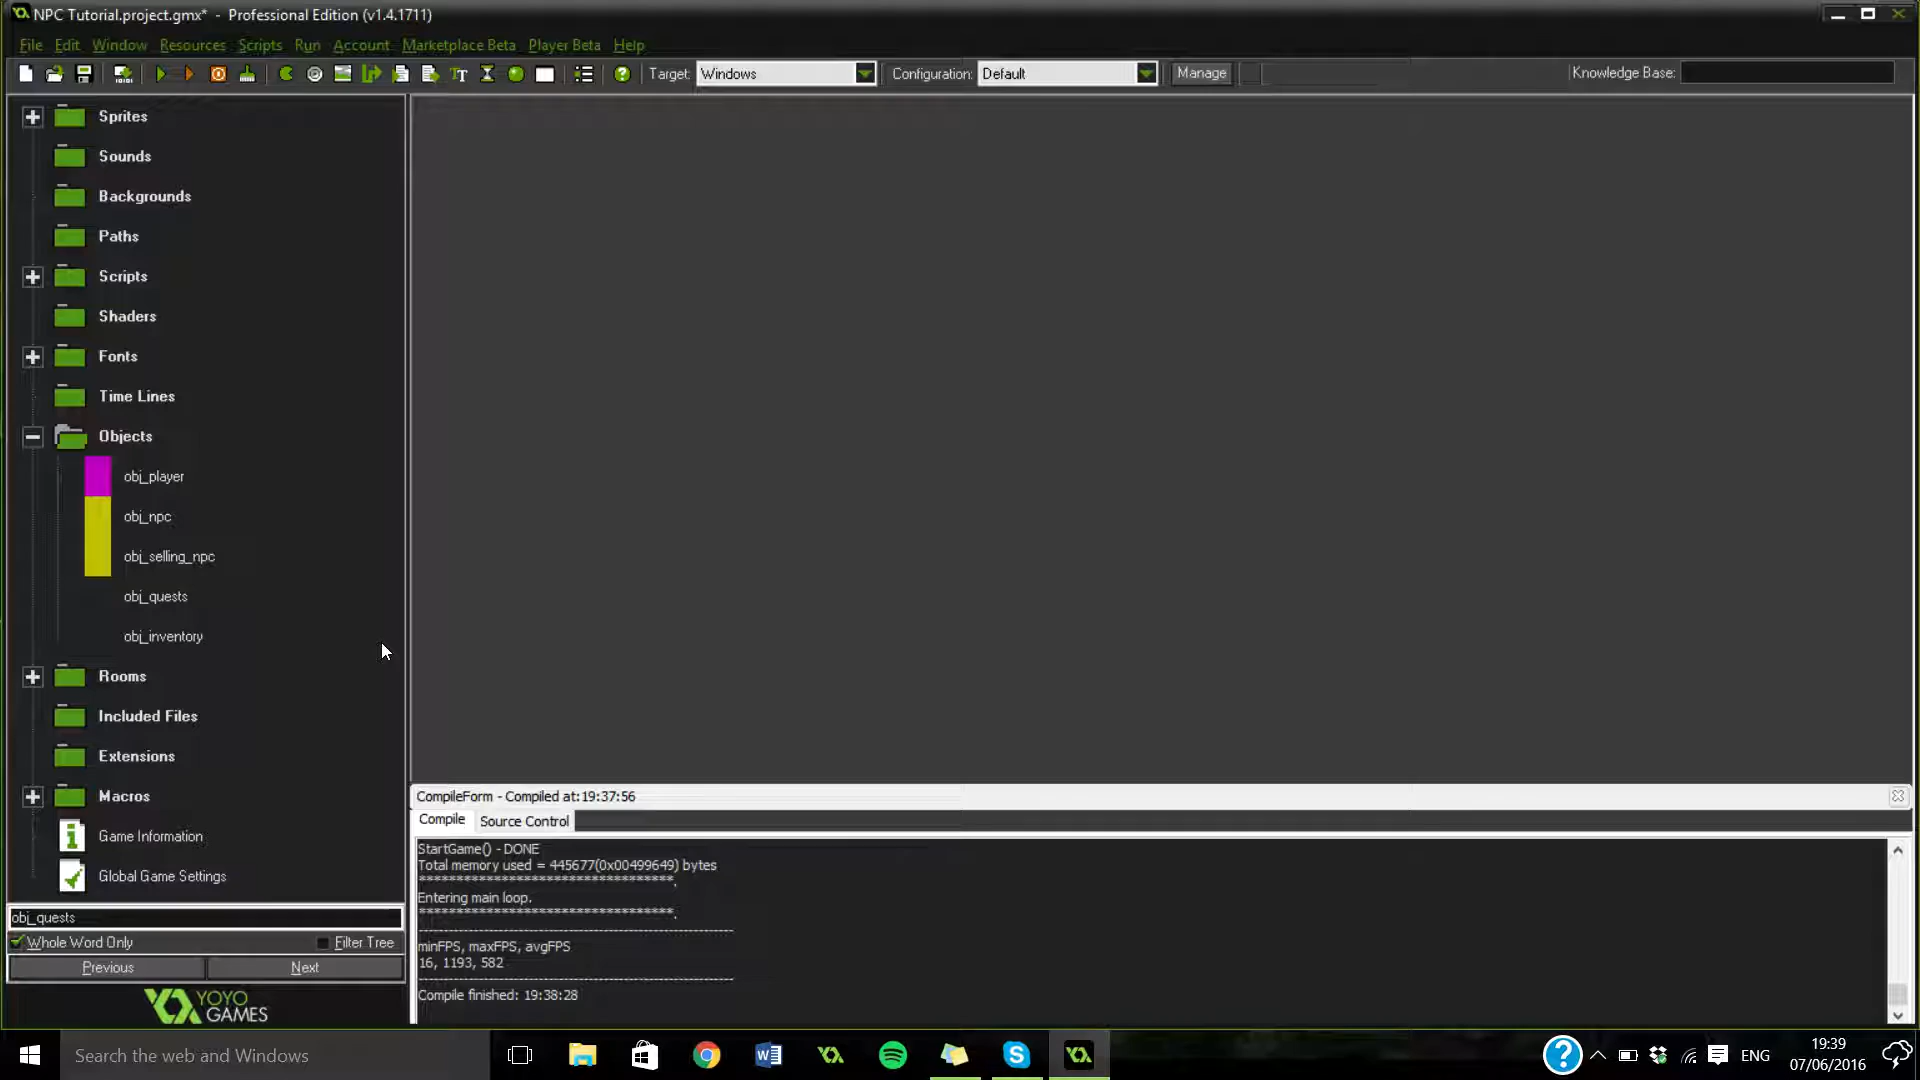 NPC Tutorial.project.gmx* - Professional Edition (v1.4.1711)
File Edit Window Resources Scripts Run Account Marketplace Beta Player Beta Help
Target: Windows Configuration: Default Manage Knowledge Base:
Sprites
Sounds
Backgrounds
Paths
Scripts
Shaders
Fonts
Time Lines
Objects
obj_player
obj_npc
obj_selling_npc
obj_quests
obj_inventory
Rooms
Included Files
Extensions
Macros
Game Information
Global Game Settings
obj_quests
Whole Word Only Filter Tree
Previous Next
YOYO
GAMES
CompileForm - Compiled at:19:37:56
Compile Source Control
StartGame() - DONE
Total memory used = 445677(0x00499649) bytes
**********************************.
Entering main loop.
**********************************.
minFPS, maxFPS, avgFPS
16, 1193, 582
Compile finished: 19:38:28
Search the web and Windows
ENG
19:39
07/06/2016